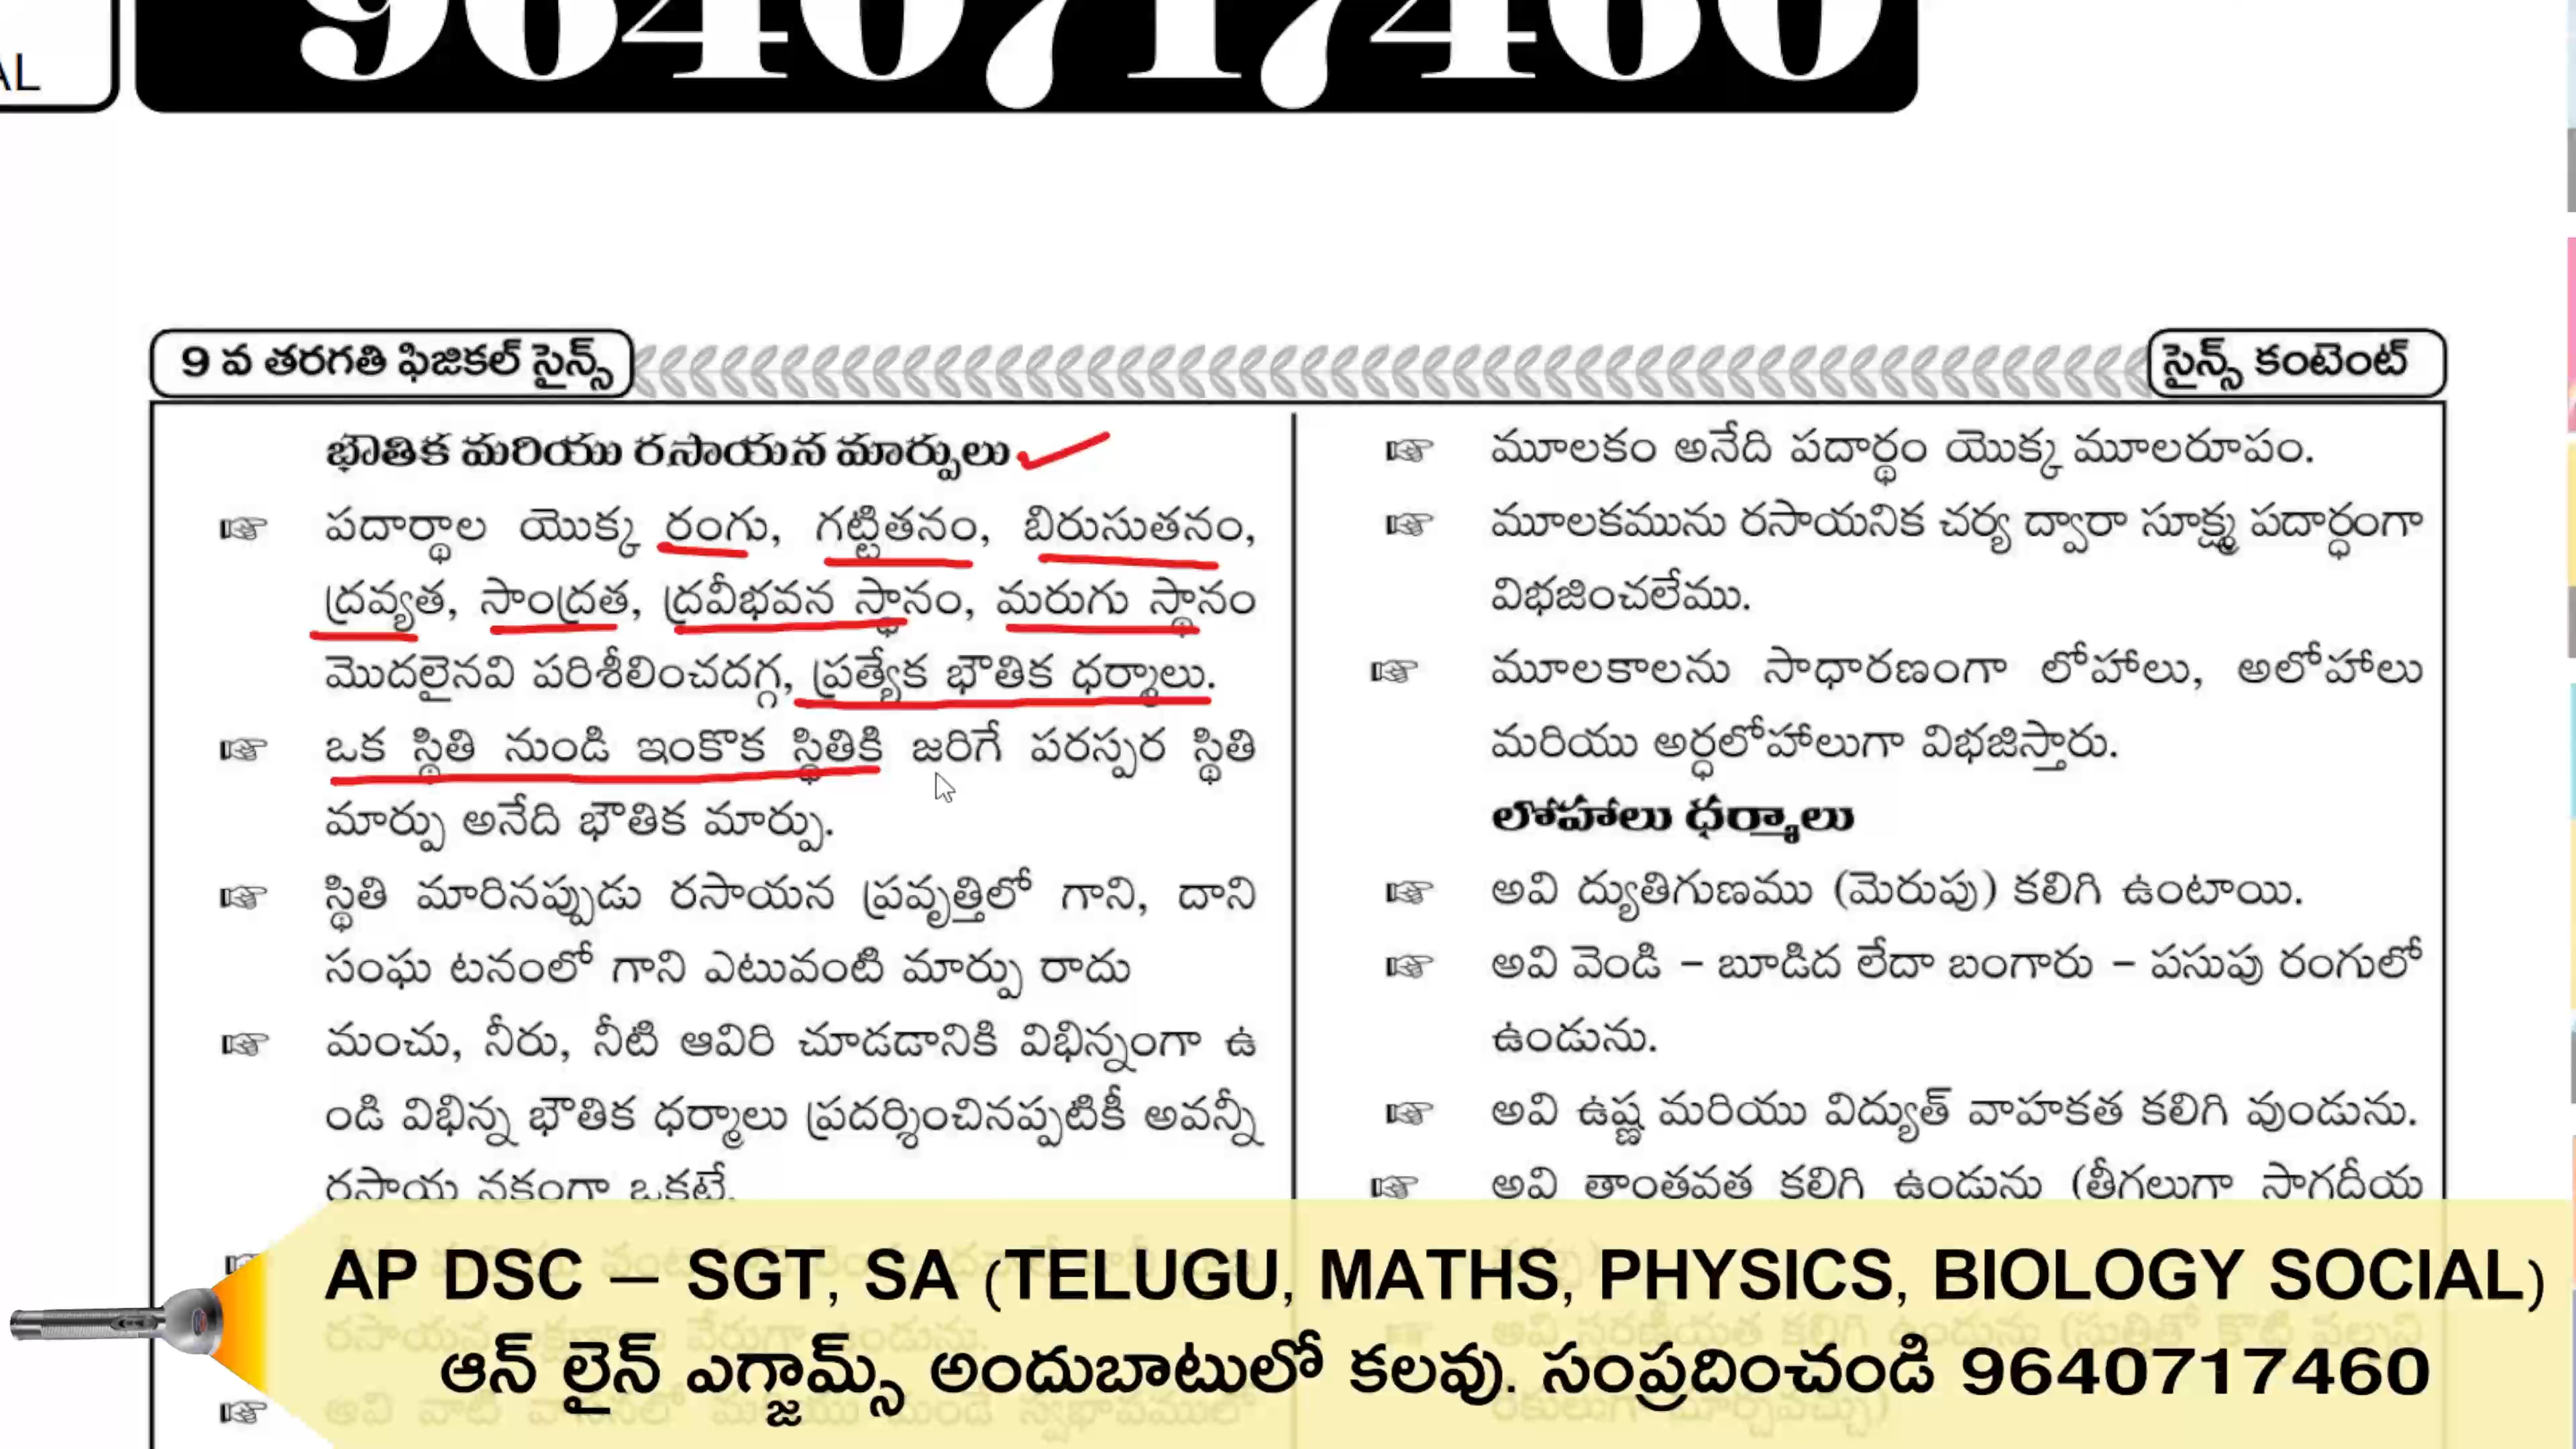 AL
9640717460
9 వ తరగతి ఫిజికల్ సైన్స్
సైన్స్ కంటెంట్
భౌతిక మరియు రసాయన మార్పులు
పదార్థాల యొక్క రంగు, గట్టితనం, బిరుసుతనం,
ద్రవ్యత, సాంద్రత, ద్రవీభవన స్థానం, మరుగు స్థానం
మొదలైనవి పరిశీలించదగ్గ, ప్రత్యేక భౌతిక ధర్మాలు.
ఒక స్థితి నుండి ఇంకొక స్థితికి జరిగే పరస్పర స్థితి
మార్పు అనేది భౌతిక మార్పు.
స్థితి మారినప్పుడు రసాయన ప్రవృత్తిలో గాని, దాని
సంఘ టనంలో గాని ఎటువంటి మార్పు రాదు
మంచు, నీరు, నీటి ఆవిరి చూడడానికి విభిన్నంగా ఉ
ండి విభిన్న భౌతిక ధర్మాలు ప్రదర్శించినప్పటికీ అవన్నీ
రసాయ నకంగా ఒకటే.
మూలకం అనేది పదార్థం యొక్క మూలరూపం.
మూలకమును రసాయనిక చర్య ద్వారా సూక్ష్మ పదార్ధంగా
విభజించలేము.
మూలకాలను సాధారణంగా లోహాలు, అలోహాలు
మరియు అర్ధలోహాలుగా విభజిస్తారు.
లోహాలు ధర్మాలు
అవి ద్యుతిగుణము (మెరుపు) కలిగి ఉంటాయి.
అవి వెండి – బూడిద లేదా బంగారు – పసుపు రంగులో
ఉండును.
అవి ఉష్ణ మరియు విద్యుత్ వాహకత కలిగి వుండును.
అవి తాంతవత కలిగి ఉండును (తీగలుగా సాగదీయ
AP DSC – SGT, SA (TELUGU, MATHS, PHYSICS, BIOLOGY SOCIAL)
ఆన్ లైన్ ఎగ్జామ్స్ అందుబాటులో కలవు. సంప్రదించండి 9640717460